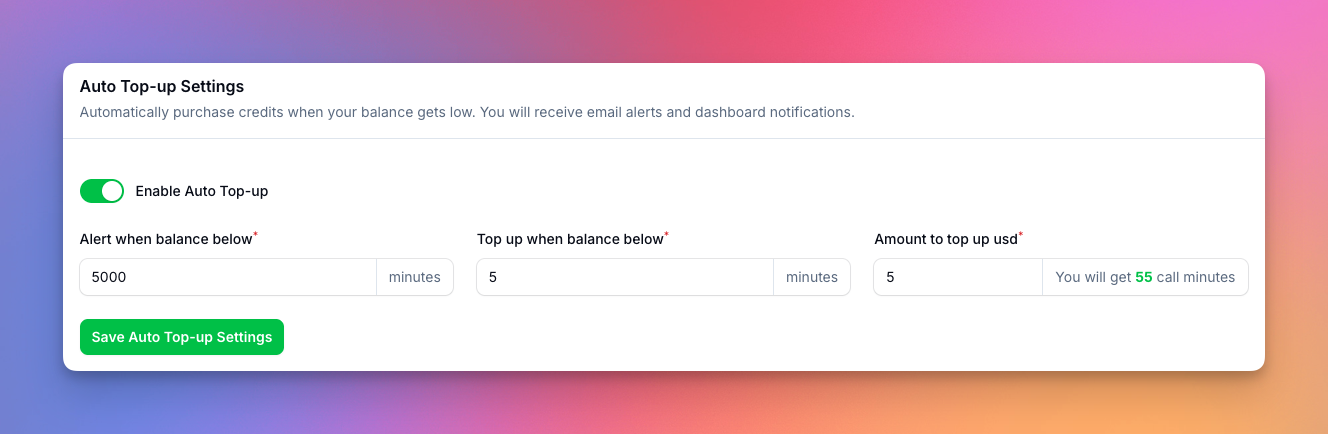 Auto Top-up Settings
Automatically purchase credits when your balance gets low. You will receive email alerts and dashboard notifications.
Enable Auto Top-up
Alert when balance below*
5000 minutes
Top up when balance below*
5 minutes
Amount to top up usd*
5 You will get 55 call minutes
Save Auto Top-up Settings